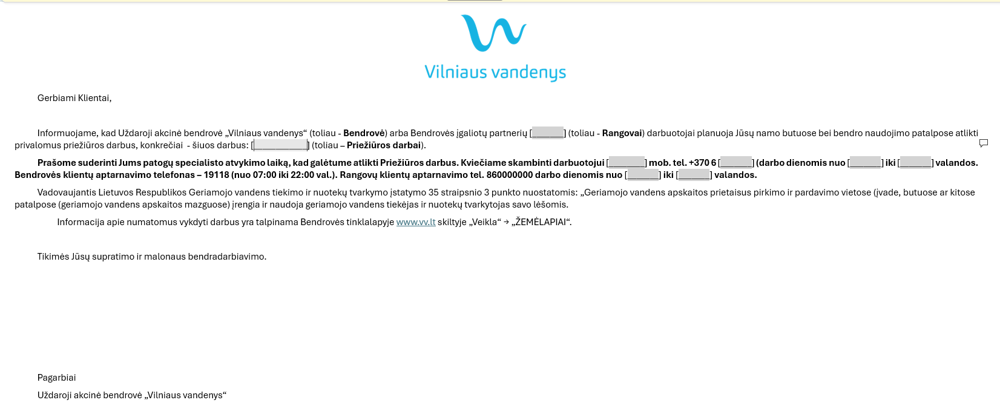 Vilniaus vandenys
Gerbiami Klientai,
Informuojame, kad Uždaroji akcinė bendrovė „Vilniaus vandenys“ (toliau - Bendrovė) arba Bendrovės įgaliotų partnerių [______] (toliau - Rangovai) darbuotojai planuoja Jūsų namo butuose bei bendro naudojimo patalpose atlikti
privalomus priežiūros darbus, konkrečiai  - šiuos darbus: [__________] (toliau – Priežiūros darbai).
Prašome suderinti Jums patogų specialisto atvykimo laiką, kad galėtume atlikti Priežiūros darbus. Kviečiame skambinti darbuotojui [_______] mob. tel. +370 6 [______] (darbo dienomis nuo [______] iki [______] valandos.
Bendrovės klientų aptarnavimo telefonas – 19118 (nuo 07:00 iki 22:00 val.). Rangovų klientų aptarnavimo tel. 860000000 darbo dienomis nuo [______] iki [______] valandos.
Vadovaujantis Lietuvos Respublikos Geriamojo vandens tiekimo ir nuotekų tvarkymo įstatymo 35 straipsnio 3 punkto nuostatomis: „Geriamojo vandens apskaitos prietaisus pirkimo ir pardavimo vietose (įvade, butuose ar kitose
patalpose (geriamojo vandens apskaitos mazguose) įrengia ir naudoja geriamojo vandens tiekėjas ir nuotekų tvarkytojas savo lėšomis.
Informacija apie numatomus vykdyti darbus yra talpinama Bendrovės tinklalapyje www.vv.lt skiltyje „Veikla“ → „ŽEMĖLAPIAI“.
Tikimės Jūsų supratimo ir malonaus bendradarbiavimo.
Pagarbiai
Uždaroji akcinė bendrovė „Vilniaus vandenys“